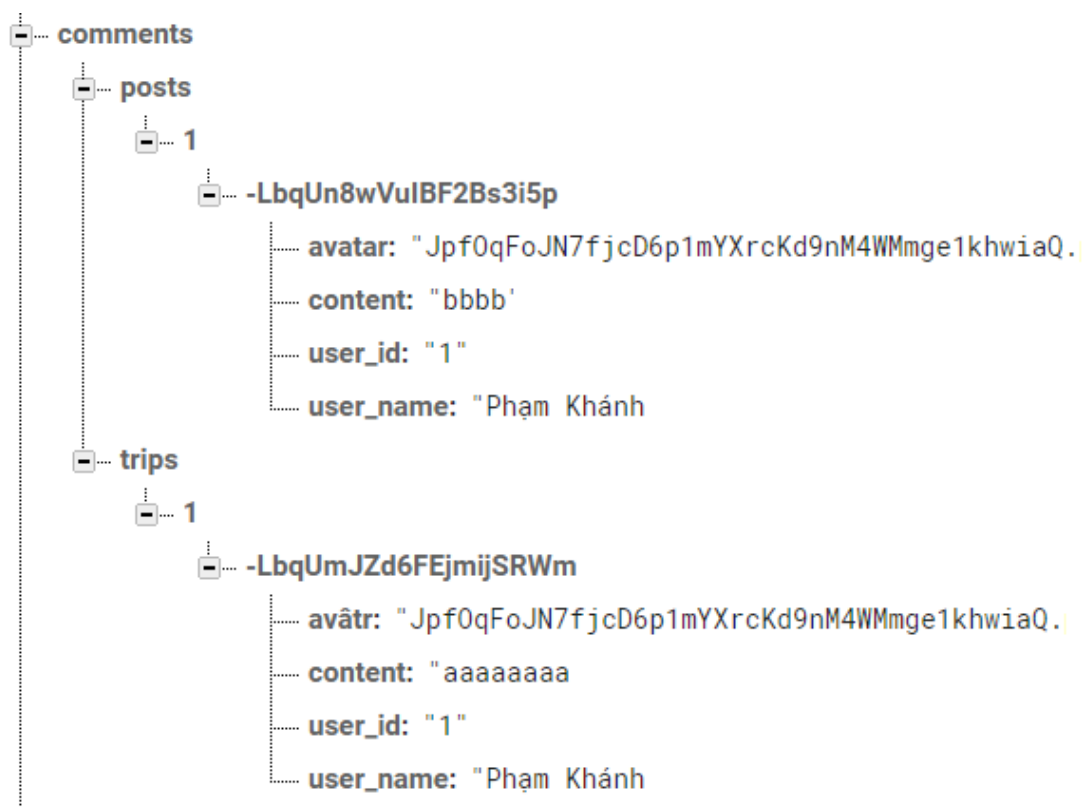 comments
posts
1
-LbqUn8wVuIBF2Bs3i5p
avatar: "JpfOqFoJN7fjcD6p1mYXrcKd9nM4WMmge1khwiaQ.
content: "bbbb'
user_id: "1"
user_name: "Phạm Khánh
trips
1
-LbqUmJZd6FEjmijSRWm
avâtr: "JpfOqFoJN7fjcD6p1mYXrcKd9nM4WMmge1khwiaQ.
content: "aaaaaaaa
user_id: "1"
user_name: "Phạm Khánh